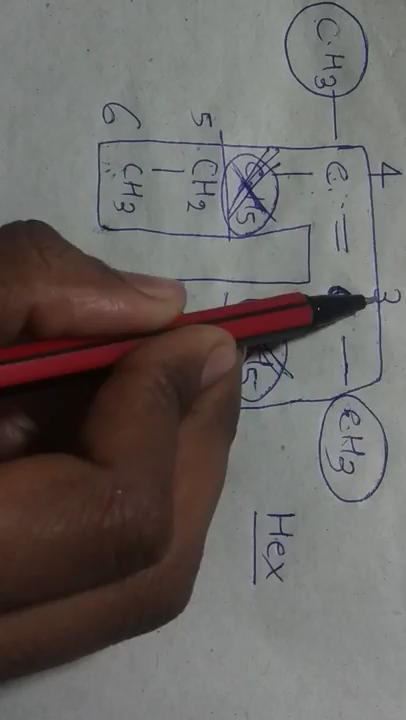 4 3
CH₃ — C = — CH₃
5 CH₂
6 CH₃
Hex